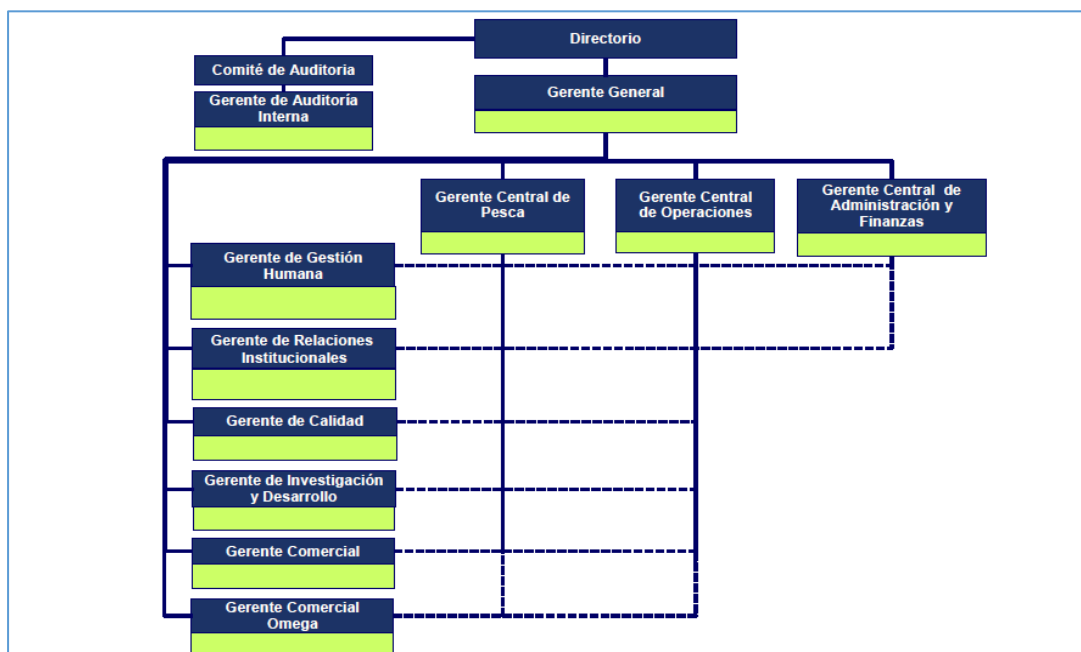 Directorio
Comité de Auditoria
Gerente de Auditoría
Interna
Gerente General
Gerente Central de
Pesca
Gerente Central
de Operaciones
Gerente Central de
Administración y
Finanzas
Gerente de Gestión
Humana
Gerente de Relaciones
Institucionales
Gerente de Calidad
Gerente de Investigación
y Desarrollo
Gerente Comercial
Gerente Comercial
Omega